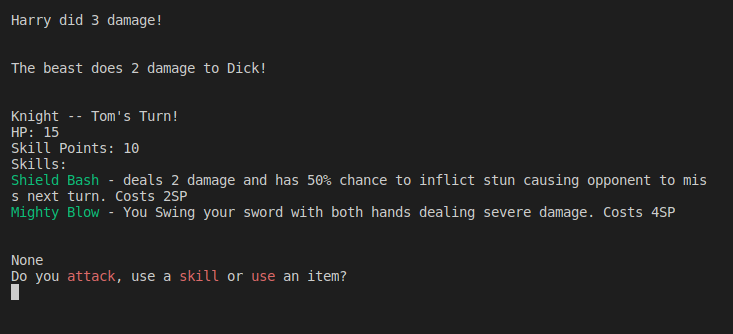 Harry did 3 damage!
The beast does 2 damage to Dick!
Knight -- Tom's Turn!
HP: 15
Skill Points: 10
Skills:
Shield Bash - deals 2 damage and has 50% chance to inflict stun causing opponent to mis
s next turn. Costs 2SP
Mighty Blow - You Swing your sword with both hands dealing severe damage. Costs 4SP
None
Do you attack, use a skill or use an item?